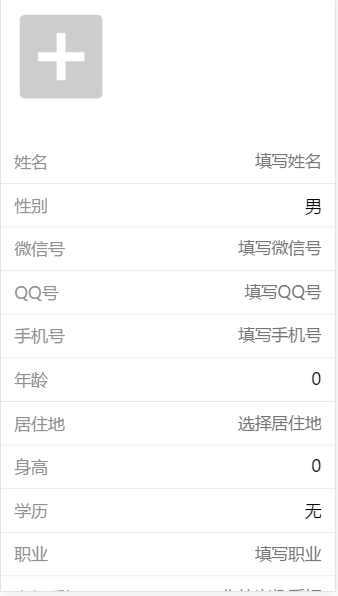 姓名 填写姓名
性别 男
微信号 填写微信号
QQ号 填写QQ号
手机号 填写手机号
年龄 0
居住地 选择居住地
身高 0
学历 无
职业 填写职业